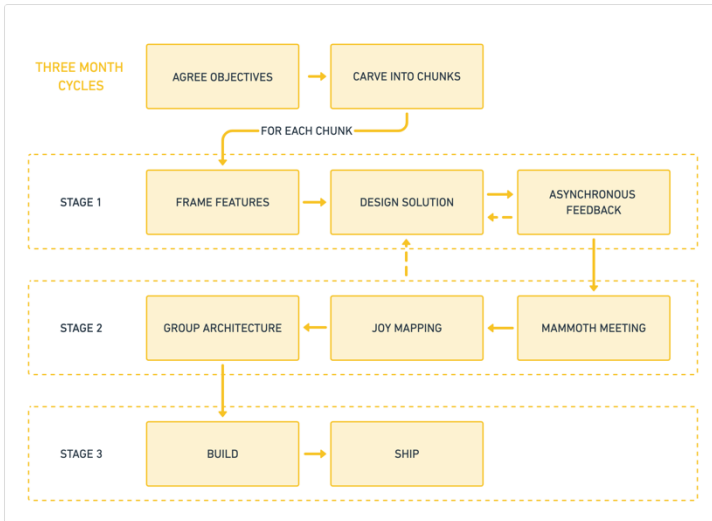 THREE MONTH
CYCLES
AGREE OBJECTIVES
CARVE INTO CHUNKS
FOR EACH CHUNK
STAGE 1
FRAME FEATURES
DESIGN SOLUTION
ASYNCHRONOUS
FEEDBACK
STAGE 2
GROUP ARCHITECTURE
JOY MAPPING
MAMMOTH MEETING
STAGE 3
BUILD
SHIP